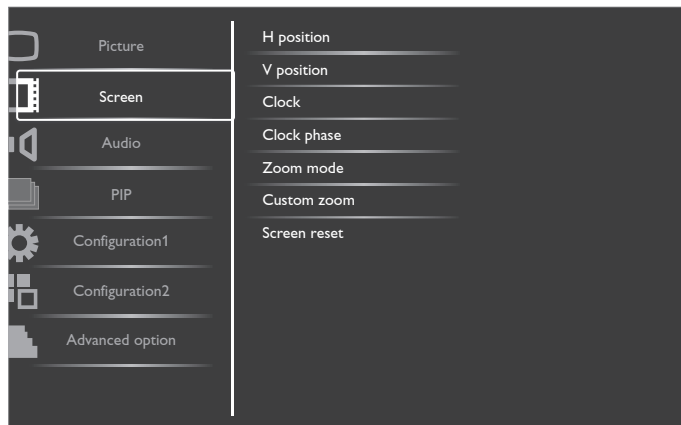 Picture
Screen
Audio
PIP
Configuration1
Configuration2
Advanced option
H position
V position
Clock
Clock phase
Zoom mode
Custom zoom
Screen reset